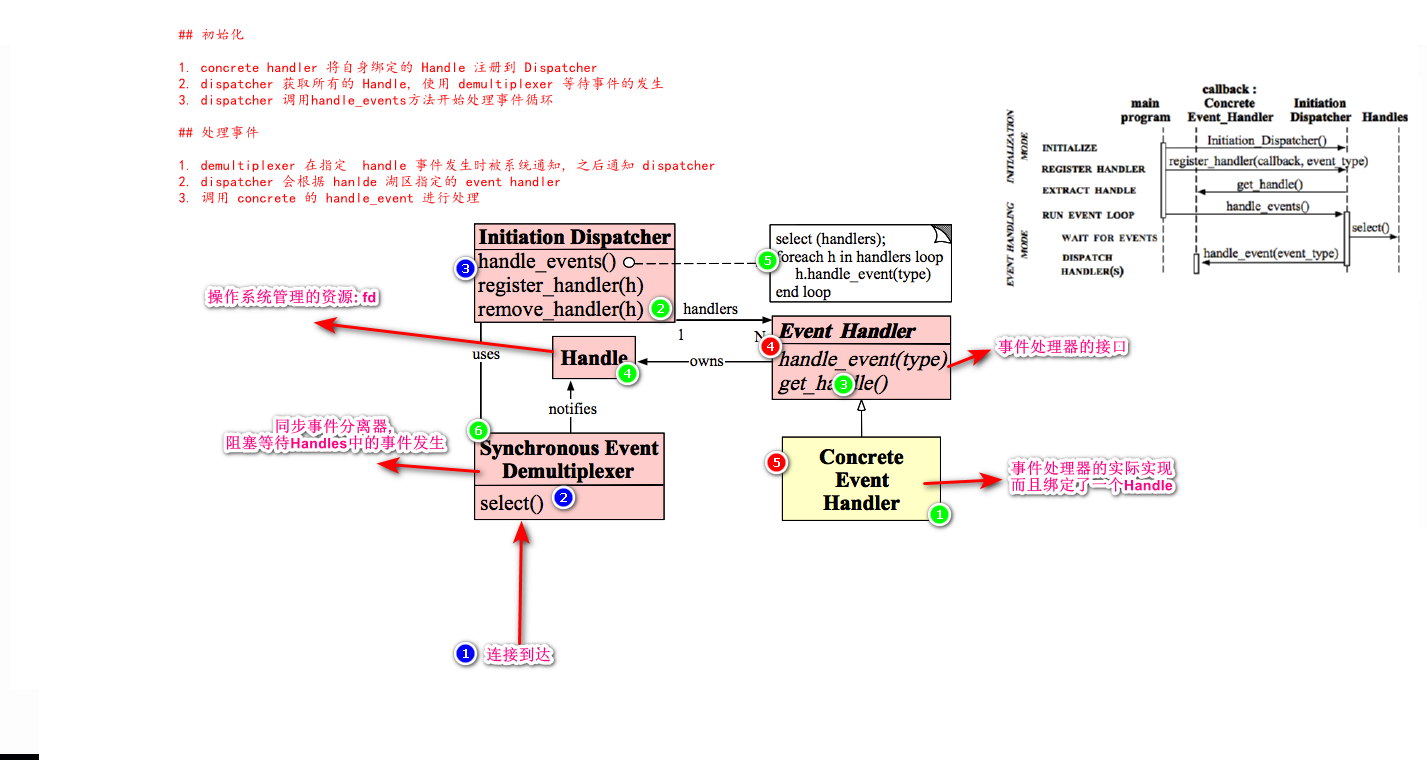 ## 初始化
1. concrete handler 将自身绑定的 Handle 注册到 Dispatcher
2. dispatcher 获取所有的 Handle, 使用 demultiplexer 等待事件的发生
3. dispatcher 调用handle_events方法开始处理事件循环
## 处理事件
1. demultiplexer 在指定 handle 事件发生时被系统通知, 之后通知 dispatcher
2. dispatcher 会根据 hanlde 湖区指定的 event handler
3. 调用 concrete 的 handle_event 进行处理
callback :
main Concrete Initiation
program Event_Handler Dispatcher Handles
INITIALIZATION
MODE
INITIALIZE
Initiation_Dispatcher()
REGISTER HANDLER
register_handler(callback, event_type)
EXTRACT HANDLE
get_handle()
EVENT HANDLING
MODE
RUN EVENT LOOP
handle_events()
WAIT FOR EVENTS
select()
DISPATCH
HANDLER(S)
handle_event(event_type)
Initiation Dispatcher
3 handle_events()
register_handler(h)
remove_handler(h) 2
select (handlers);
5 foreach h in handlers loop
h.handle_event(type)
end loop
操作系统管理的资源: fd
handlers
1
N
uses
Handle
4
owns
4 Event Handler
handle_event(type)
get_handle() 3
事件处理器的接口
notifies
同步事件分离器,
阻塞等待Handles中的事件发生
6
Synchronous Event
Demultiplexer
select() 2
5 Concrete
Event
Handler
1
事件处理器的实际实现
而且绑定了一个Handle
1 连接到达